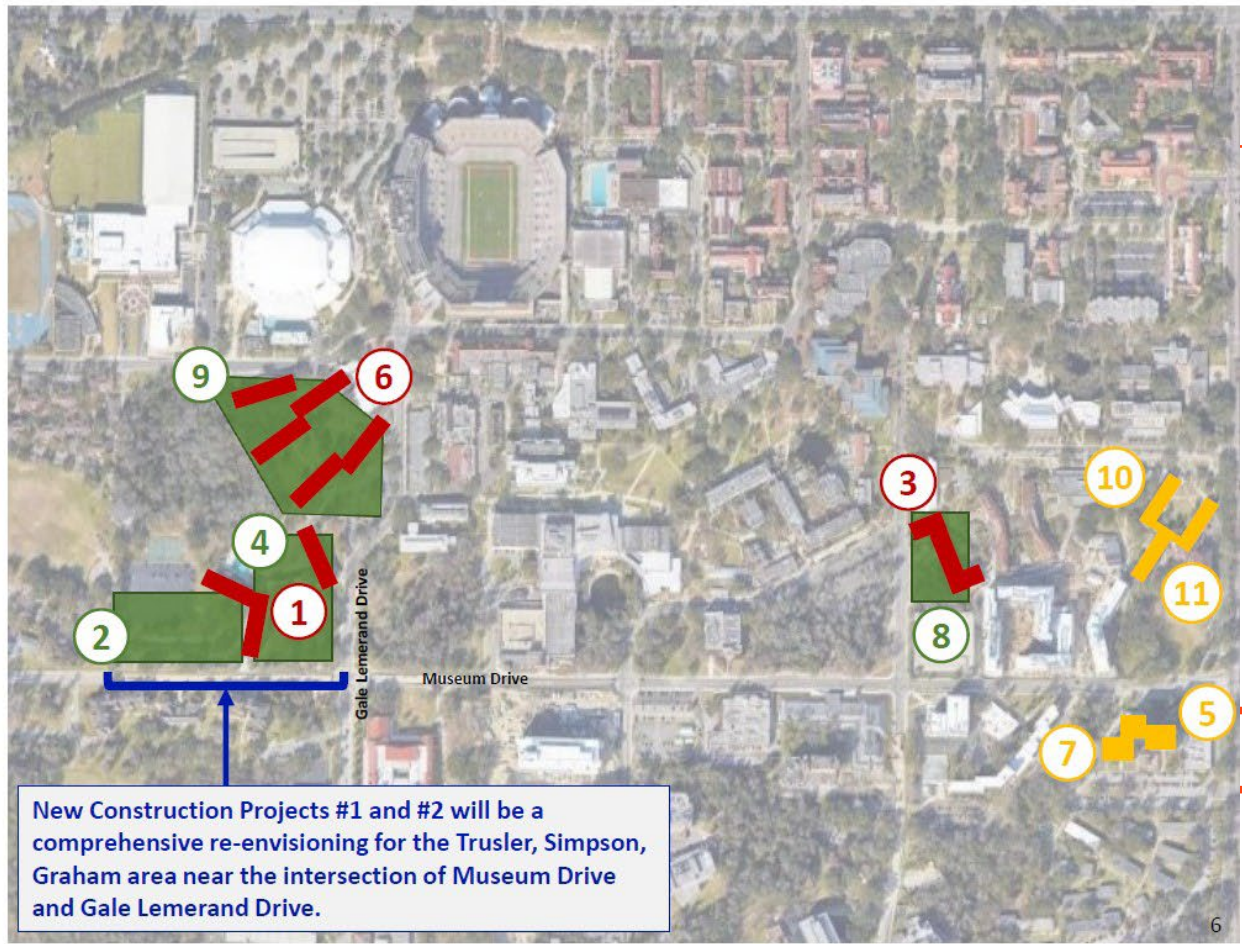 9
6
10
3
4
11
1
2
8
Gale Lemerand Drive
Museum Drive
5
7
New Construction Projects #1 and #2 will be a
comprehensive re-envisioning for the Trusler, Simpson,
Graham area near the intersection of Museum Drive
and Gale Lemerand Drive.
6